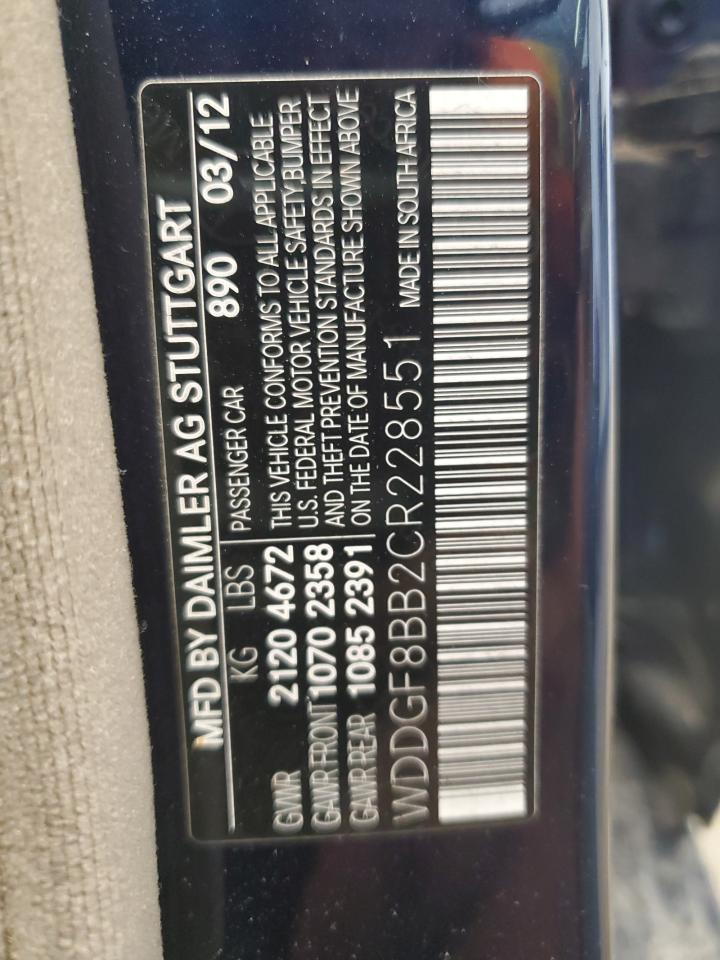 MFD BY DAIMLER AG STUTTGART
KG LBS PASSENGER CAR 890 03/12
GVWR 2120 4672 THIS VEHICLE CONFORMS TO ALL APPLICABLE
GAWR FRONT 1070 2358 U.S. FEDERAL MOTOR VEHICLE SAFETY, BUMPER
AND THEFT PREVENTION STANDARDS IN EFFECT
GAWR REAR 1085 2391 ON THE DATE OF MANUFACTURE SHOWN ABOVE
WDDGF8BB2CR228551 MADE IN SOUTH AFRICA